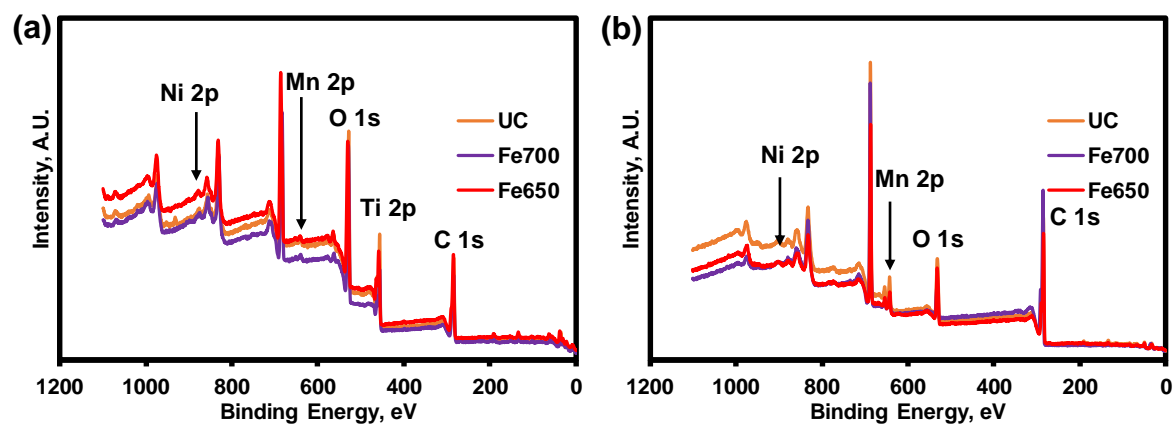 (a)
Ni 2p
Mn 2p
O 1s
Ti 2p
C 1s
UC
Fe700
Fe650
Intensity, A.U.
1200 1000 800 600 400 200 0
Binding Energy, eV
(b)
Ni 2p
Mn 2p
O 1s
C 1s
UC
Fe700
Fe650
Intensity, A.U.
1200 1000 800 600 400 200 0
Binding Energy, eV